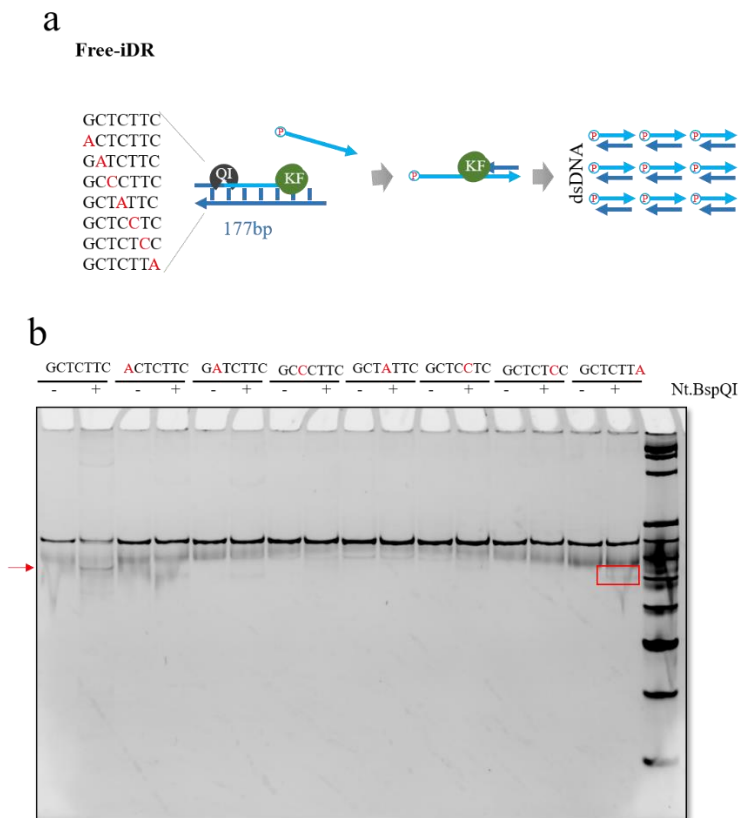 a
Free-iDR
GCTCTTC
ACTCTTC
GATCTTC
GCCCTTC
GCTATTC
GCTCCTC
GCTCTCC
GCTCTTA
QI
KF
177bp
P
P
KF
dsDNA
P P P
P P P
P P P
b
GCTCTTC ACTCTTC GATCTTC GCCCTTC GCTATTC GCTCCTC GCTCTCC GCTCTTA
- + - + - + - + - + - + - + - + Nt.BspQI